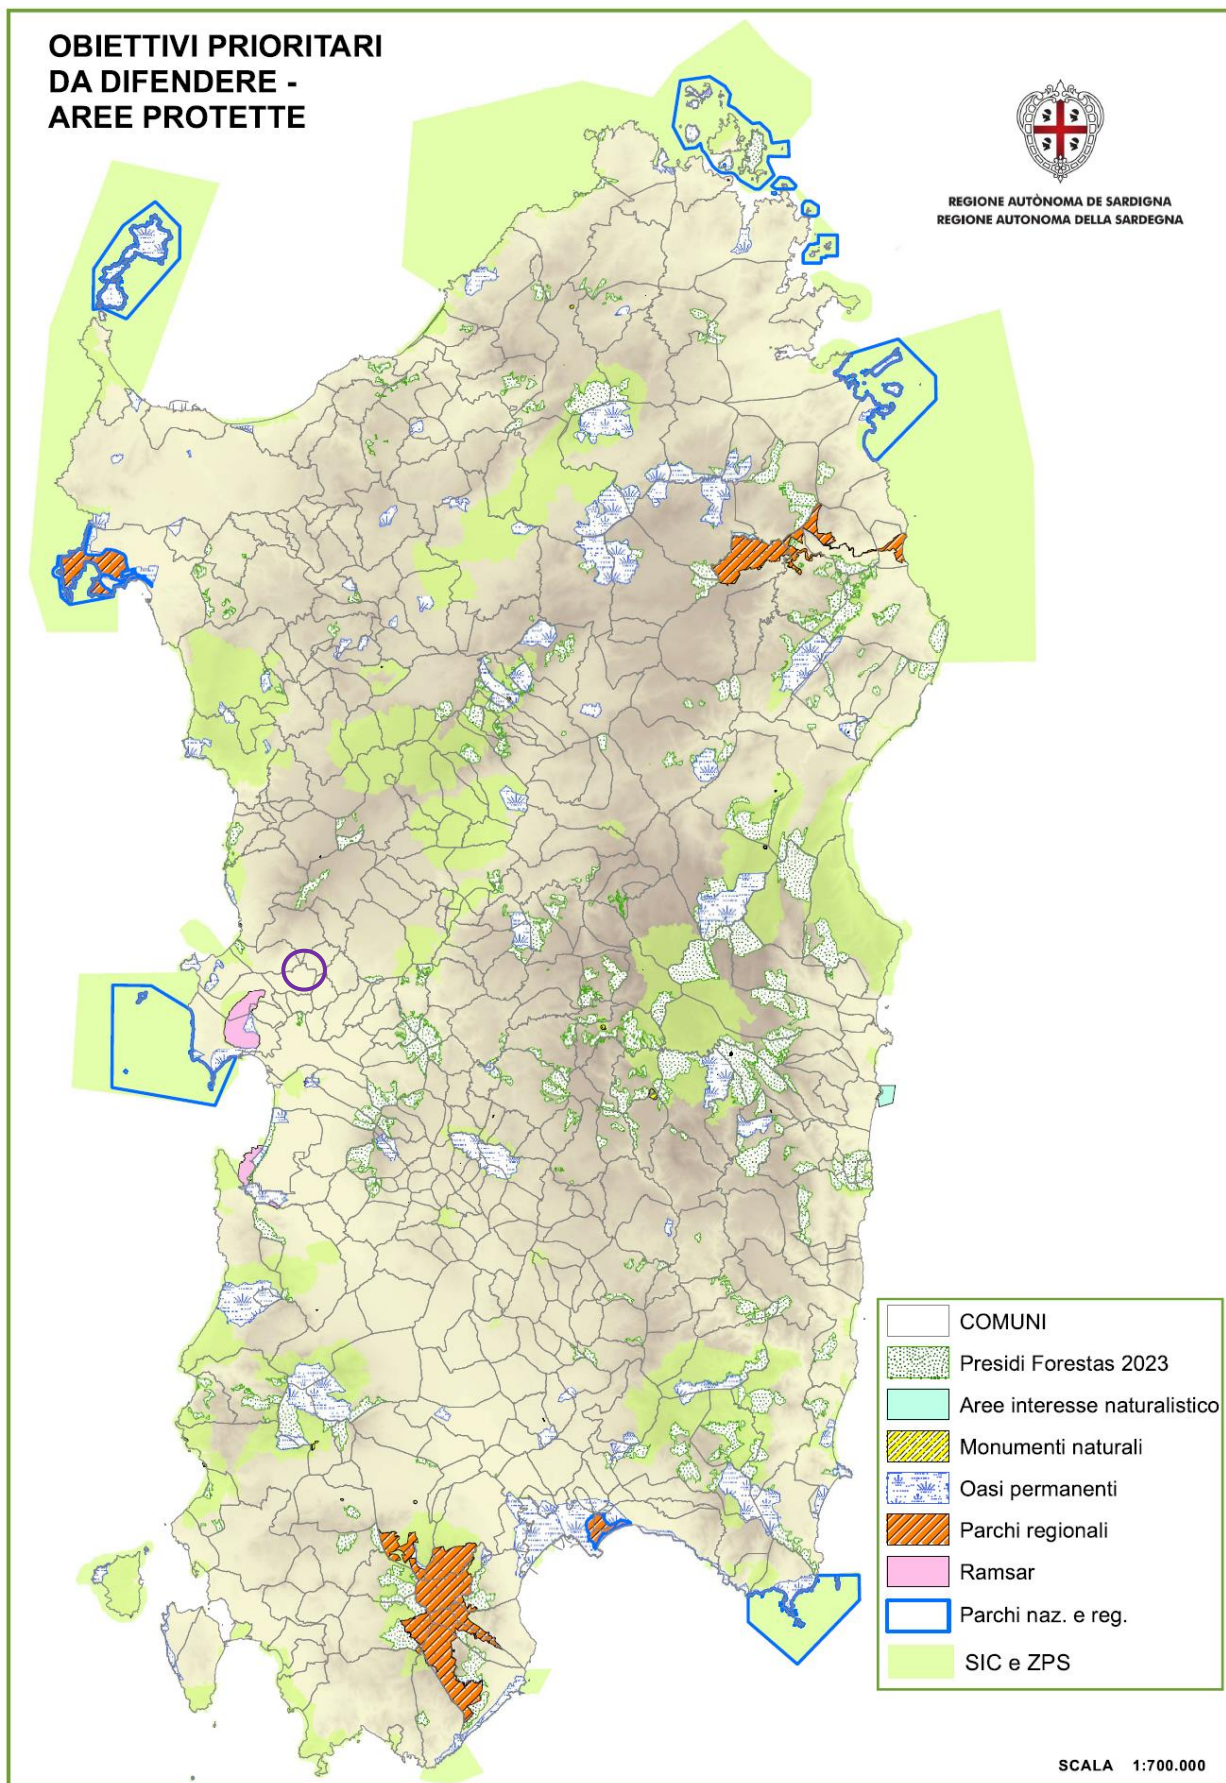 OBIETTIVI PRIORITARI
DA DIFENDERE -
AREE PROTETTE
REGIONE AUTÒNOMA DE SARDIGNA
REGIONE AUTONOMA DELLA SARDEGNA
COMUNI
Presidi Forestas 2023
Aree interesse naturalistico
Monumenti naturali
Oasi permanenti
Parchi regionali
Ramsar
Parchi naz. e reg.
SIC e ZPS
SCALA 1:700.000